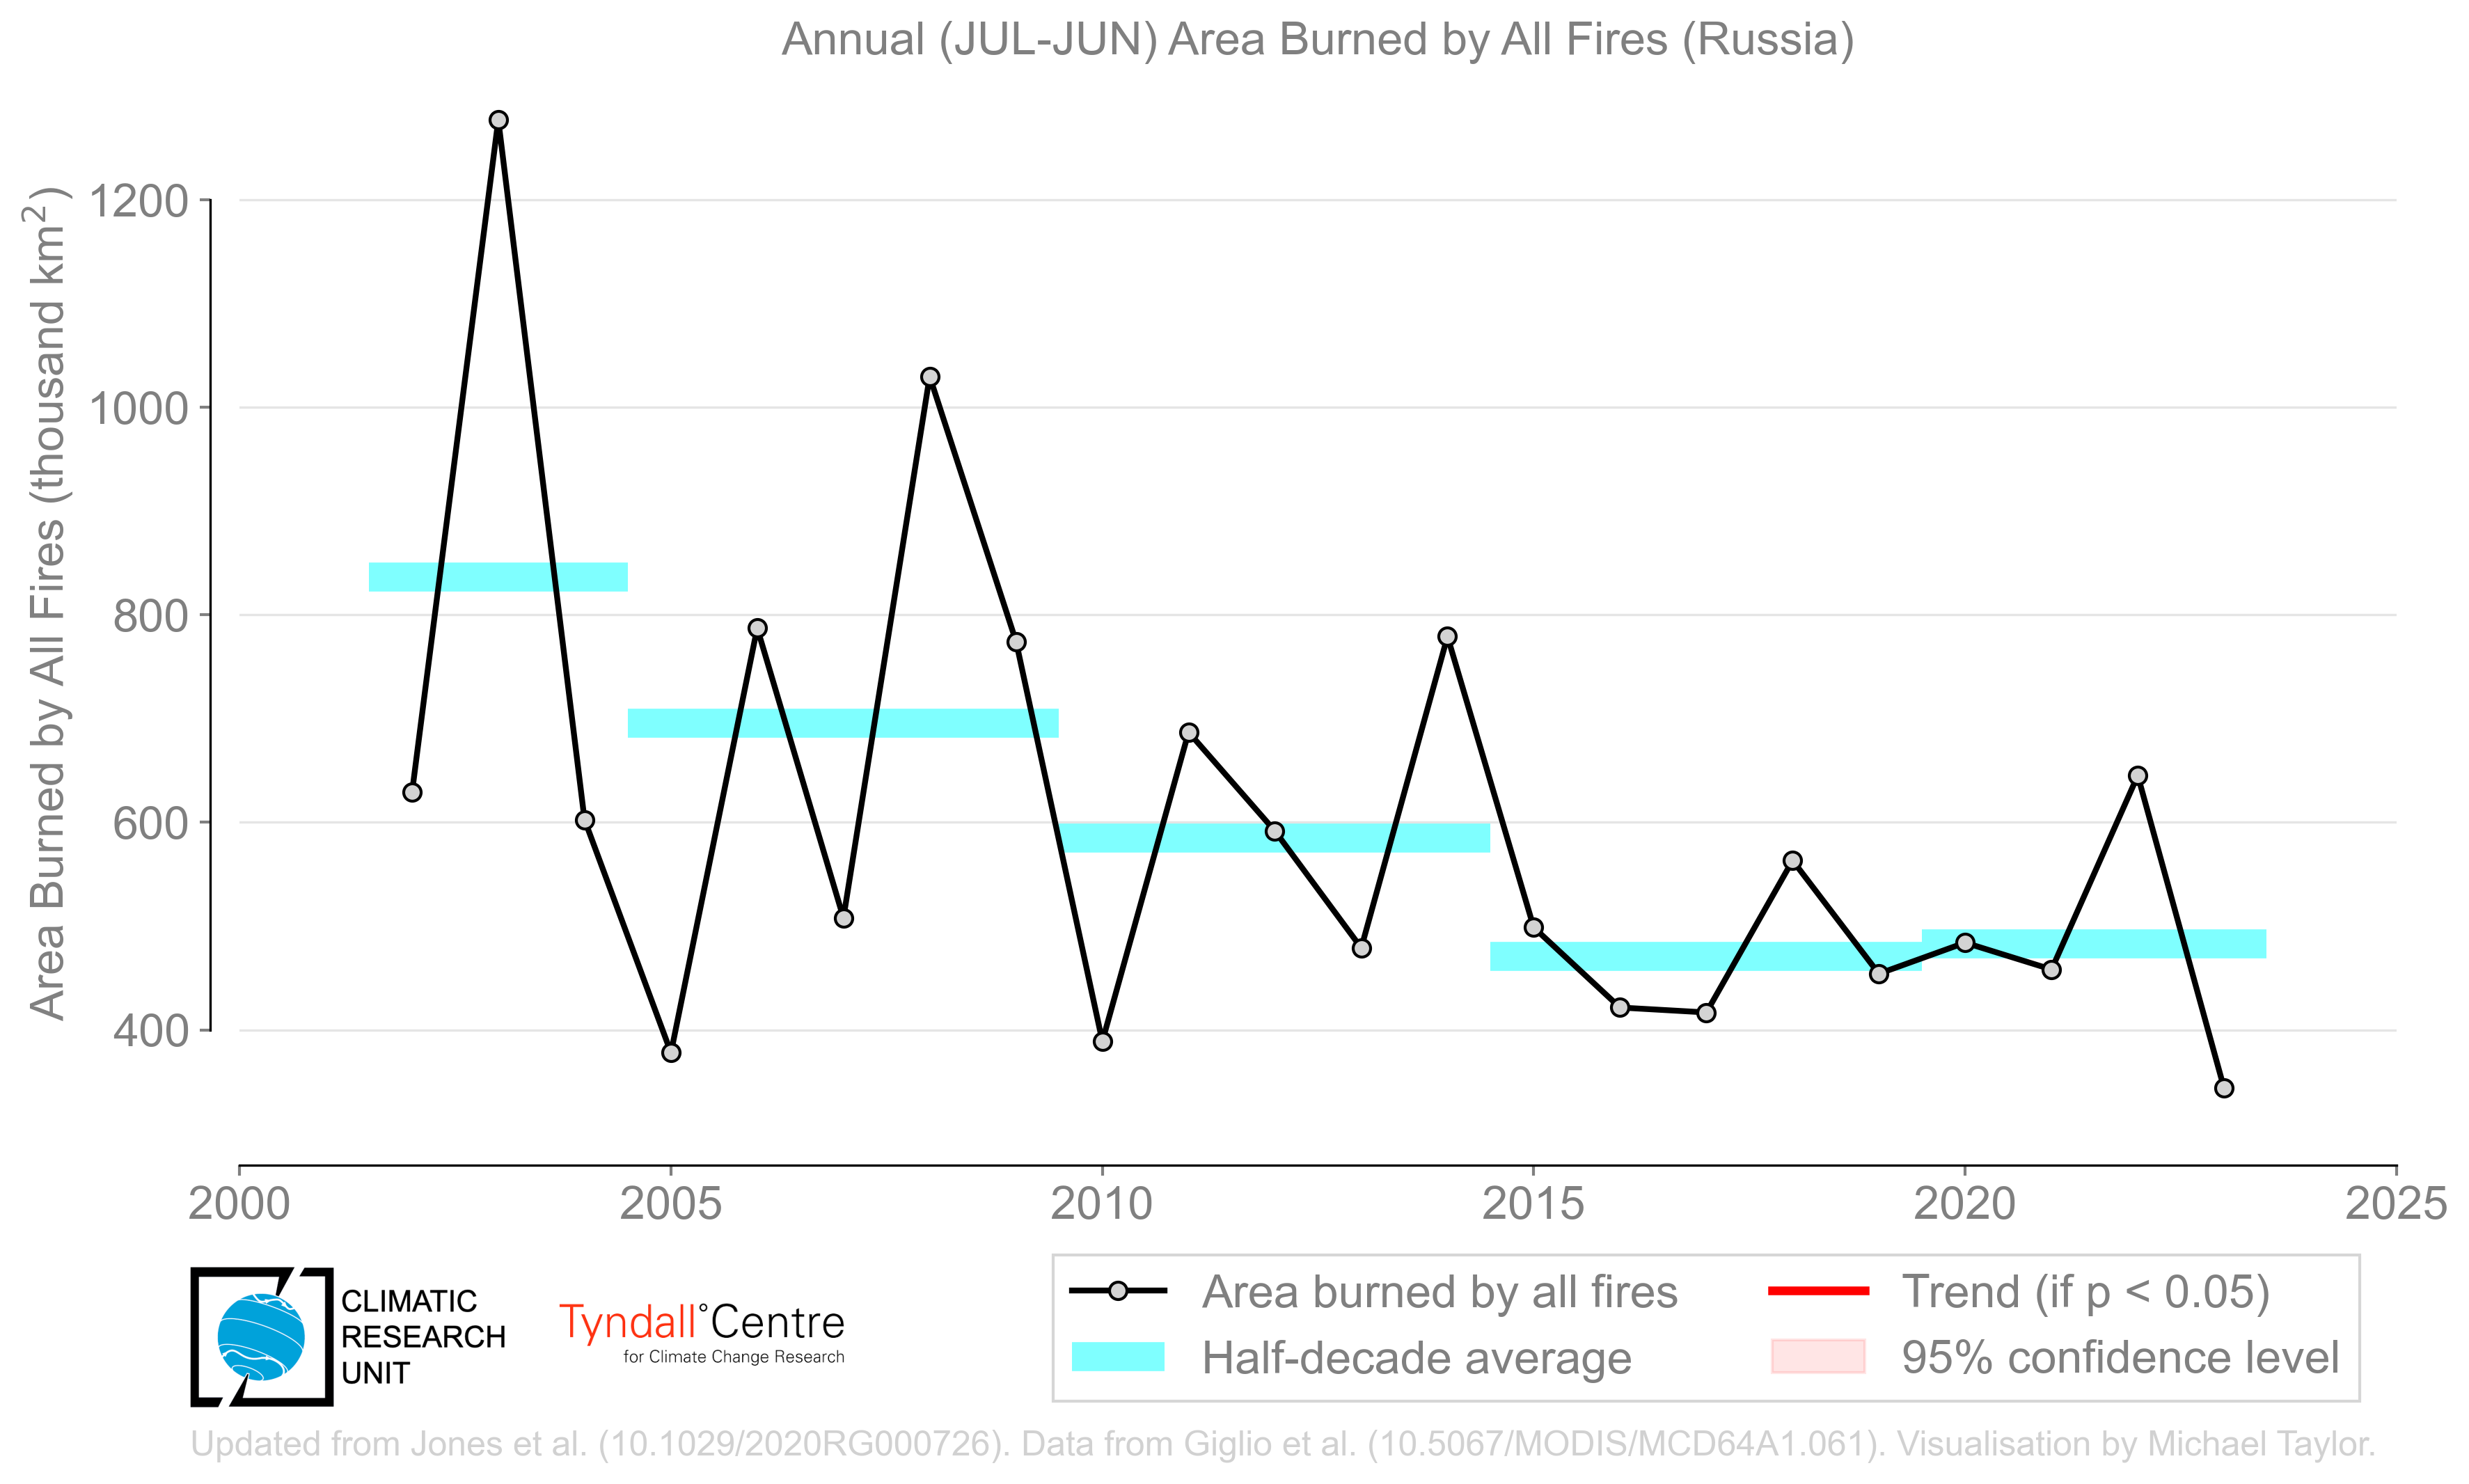 Annual (JUL-JUN) Area Burned by All Fires (Russia)
Area Burned by All Fires (thousand km²)
1200
1000
800
600
400
2000 2005 2010 2015 2020 2025
CLIMATIC
RESEARCH
UNIT
Tyndall°Centre
for Climate Change Research
Area burned by all fires
Half-decade average
Trend (if p < 0.05)
95% confidence level
Updated from Jones et al. (10.1029/2020RG000726). Data from Giglio et al. (10.5067/MODIS/MCD64A1.061). Visualisation by Michael Taylor.